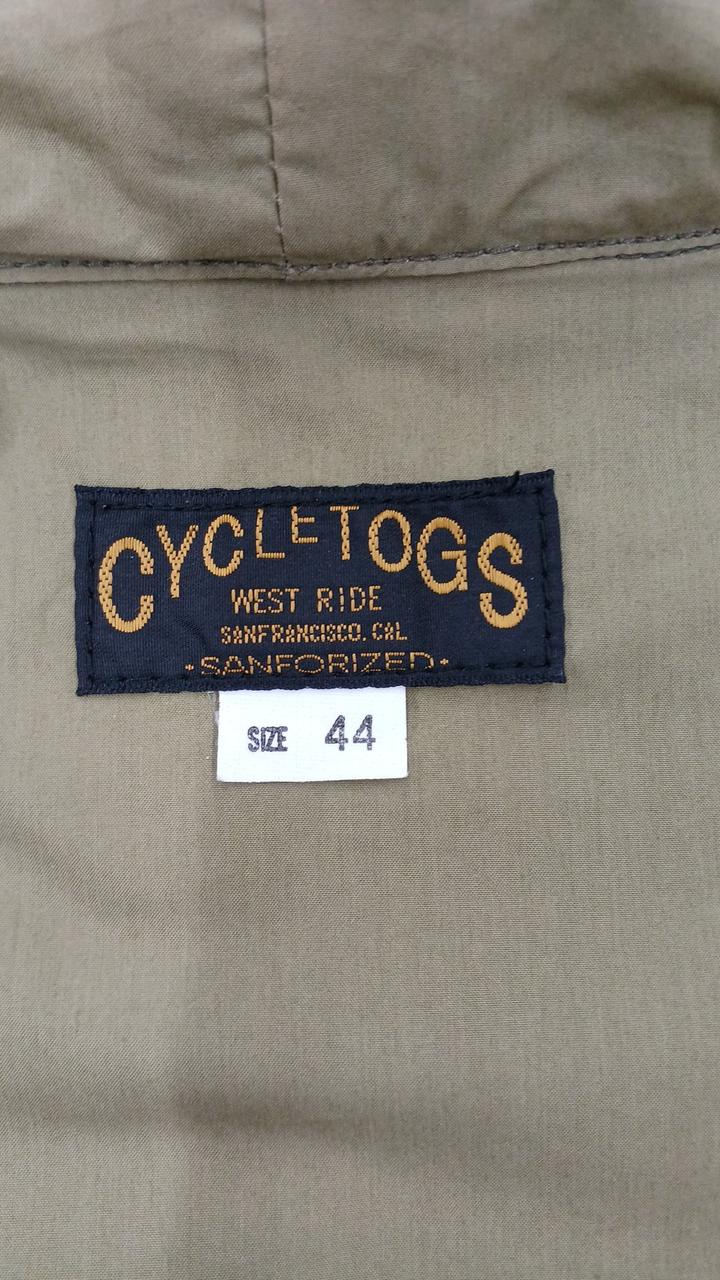 CYCLETOGS
WEST RIDE
SANFRANCISCO. CAL
·SANFORIZED·
SIZE 44